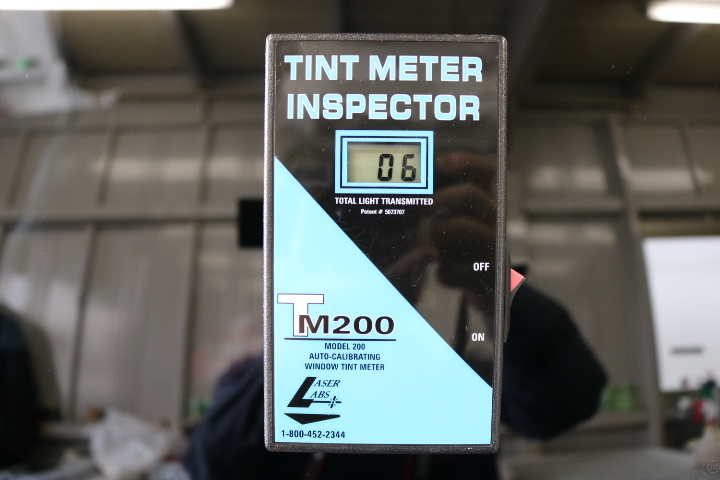 TINT METER
INSPECTOR
06
TOTAL LIGHT TRANSMITTED
Patent # 5073707
OFF
TM200
ON
MODEL 200
AUTO-CALIBRATING
WINDOW TINT METER
LASER
LABS
1-800-452-2344